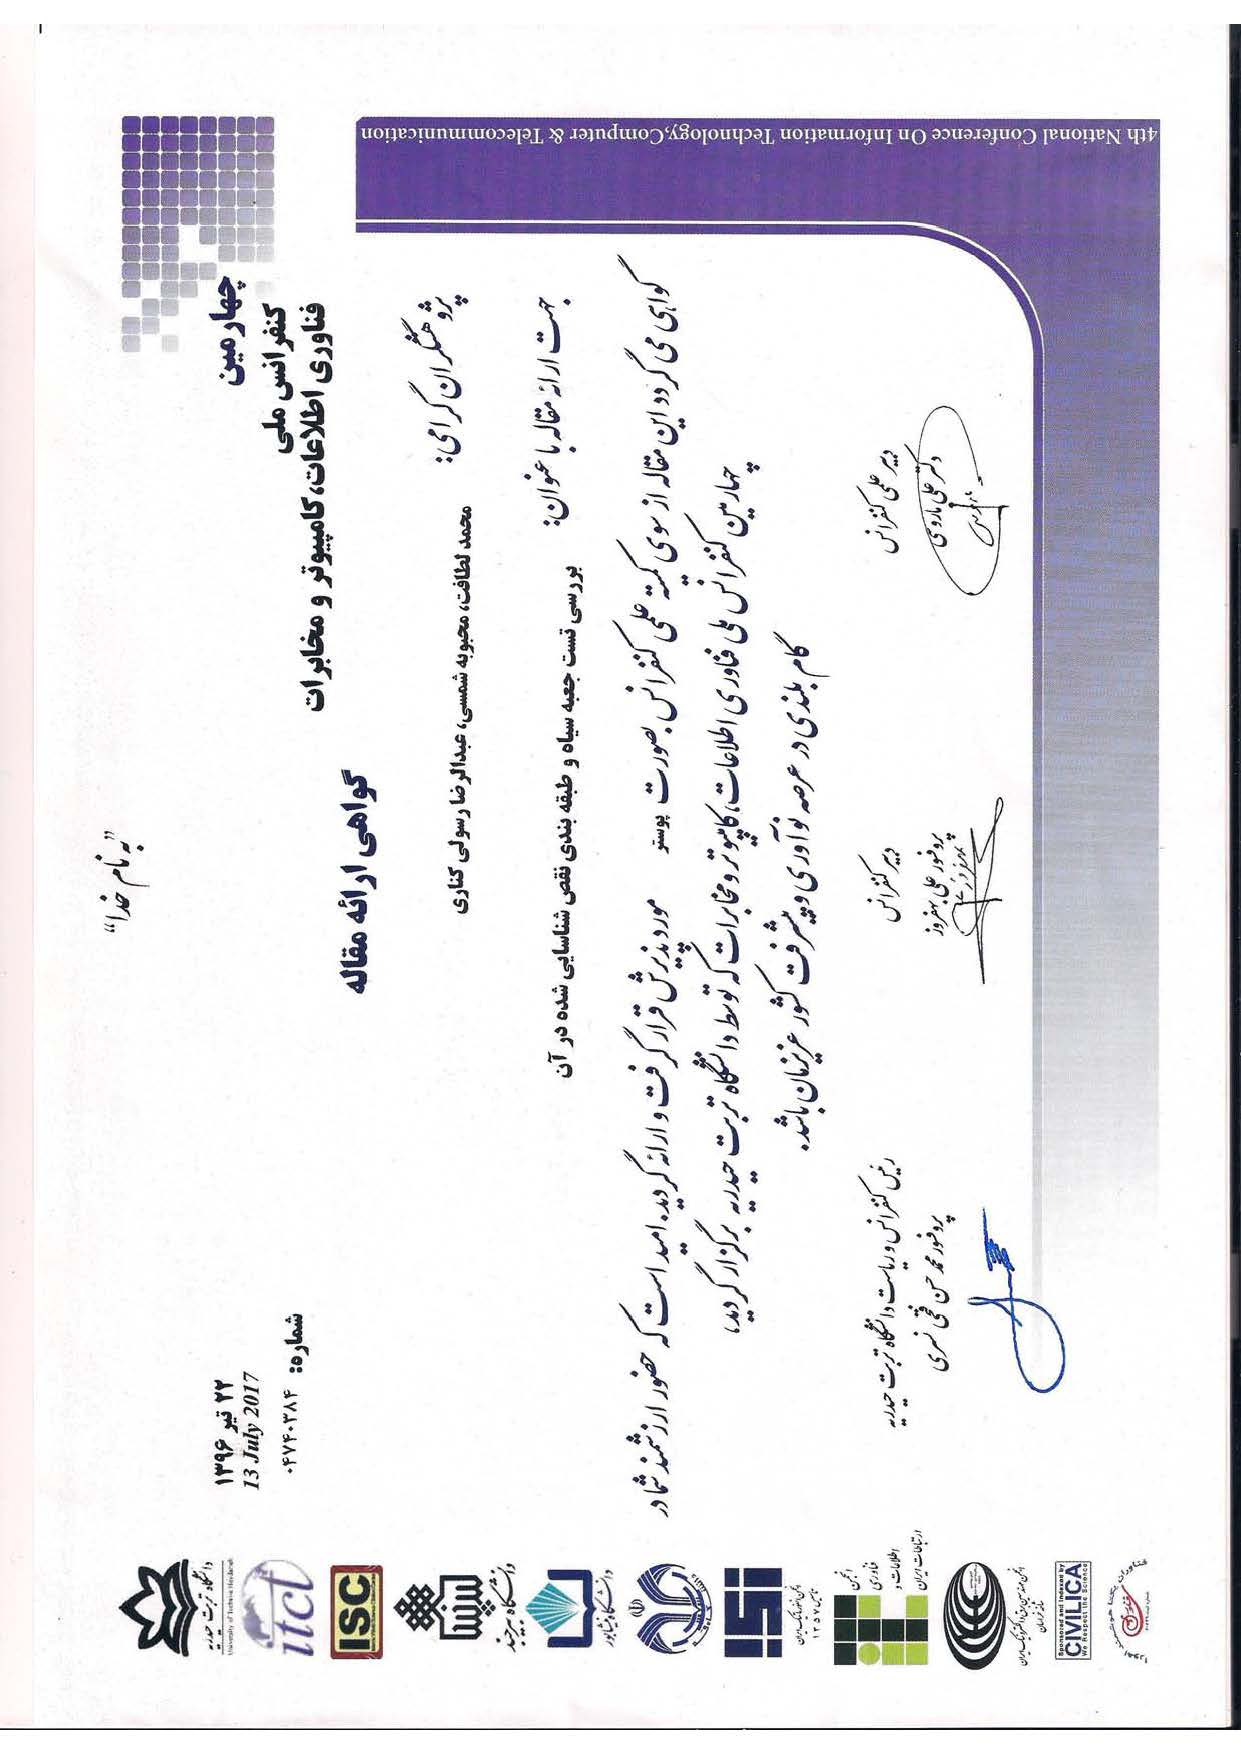 "به نام خدا"
چهارمین
کنفرانس ملی
فناوری اطلاعات،کامپیوتر و مخابرات
۲۲ تیر ۱۳۹۶
13 July 2017
شماره: ۰۴۷۴۰۳۸۴
گواهی ارائه مقاله
پژوهشگران گرامی: محمد لطافت، محبوبه شمسی، عبدالرضا رسولی کناری
جهت ارائه مقاله با عنوان: بررسی تست جعبه سیاه و طبقه بندی نقص شناسایی شده در آن
گواهی می گردد این مقاله از سوی کمیته علمی کنفرانس بصورت پوستر مورد پذیرش قرار گرفت و ارائه گردید. امید است که حضور ارزشمند شما در
چهارمین کنفرانس ملی فناوری اطلاعات،کامپیوتر و مخابرات که توسط دانشگاه تربت حیدریه برگزار گردید،
گام بلندی در عرصه نوآوری و پیشرفت کشور عزیزمان باشد.
دبیر علمی کنفرانس
دکتر علی ماروسی
دبیر کنفرانس
پروفسور علی بهفروز
رئیس کنفرانس و ریاست دانشگاه تربت حیدریه
پروفسور محمد حسن فتحی نسری
4th National Conference On Information Technology,Computer & Telecommunication
دانشگاه تربت حیدریه
University of Torbat-e Heydarieh
itcl
ISC
دانشگاه بیرجند
دانشگاه نیشابور
انجمن انفورماتیک ایران
تاسیس ۱۳۵۷
انجمن
فناوری
اطلاعات و
ارتباطات ایران
انجمن مهندسین برق و الکترونیک ایران
شاخه خراسان
Sponsored and Indexed by
CIVILICA
We Respect the Science
فناوران یکتا هوشمند اهورا